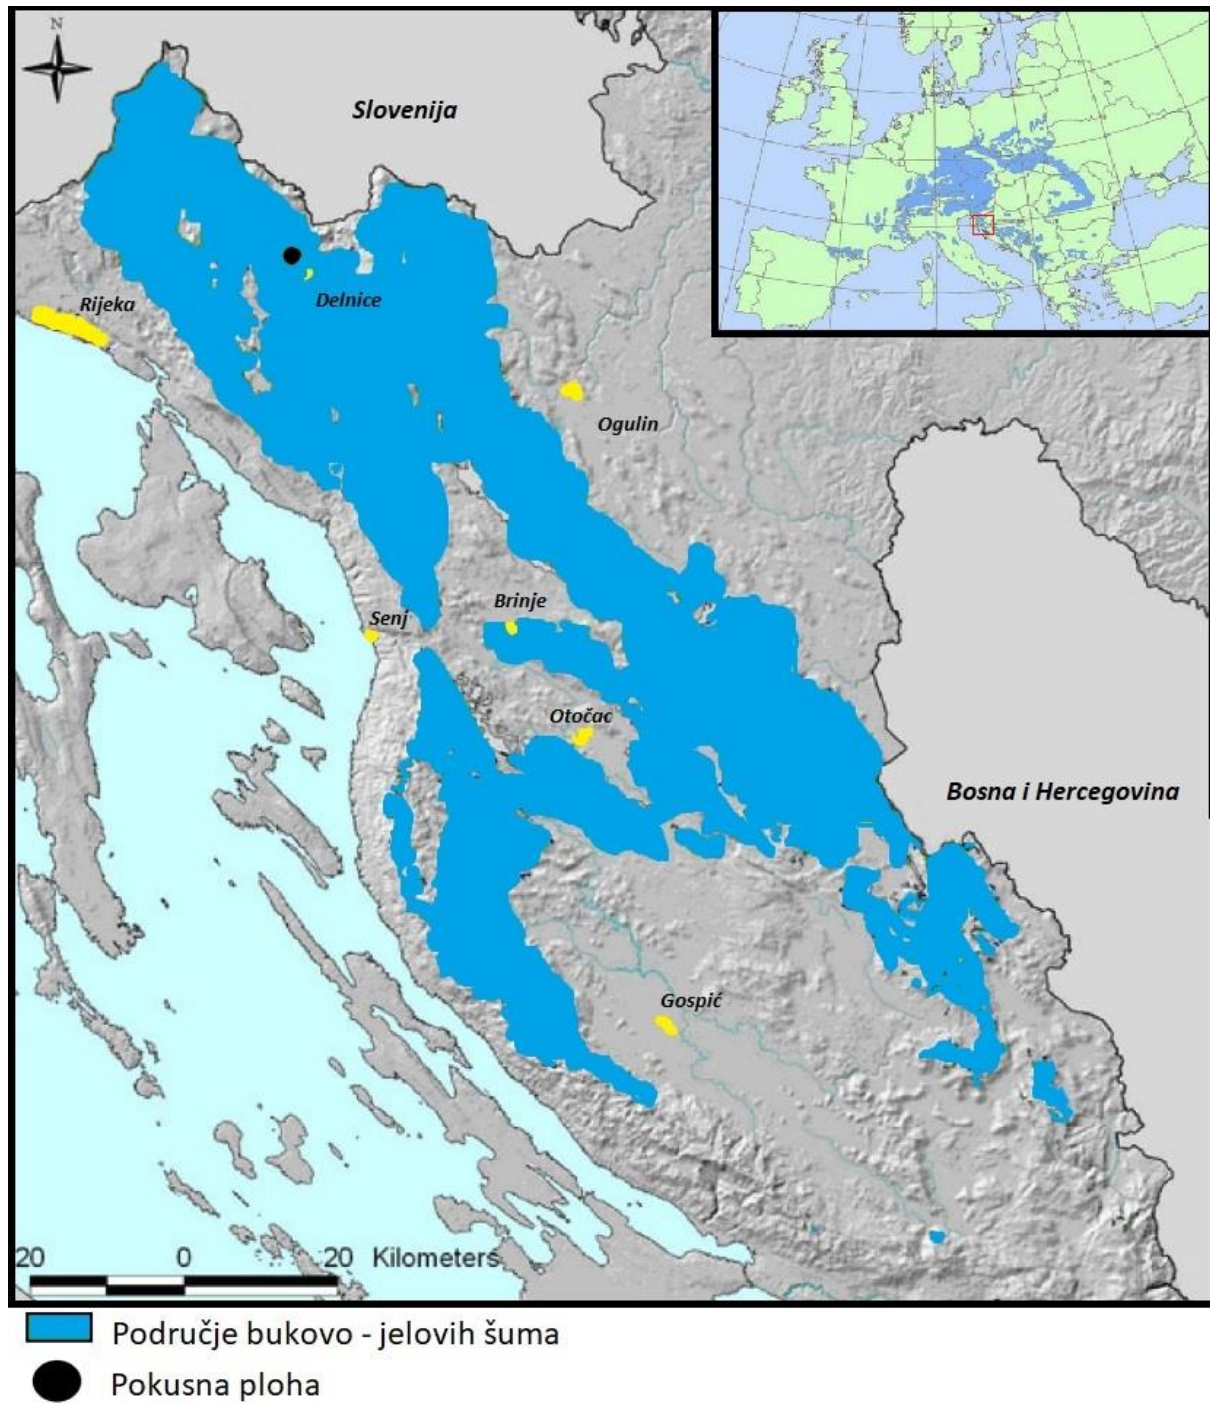 N
Slovenija
Rijeka
Delnice
Ogulin
Senj
Brinje
Otočac
Bosna i Hercegovina
Gospić
20 0 20 Kilometers
Područje bukovo - jelovih šuma
Pokusna ploha